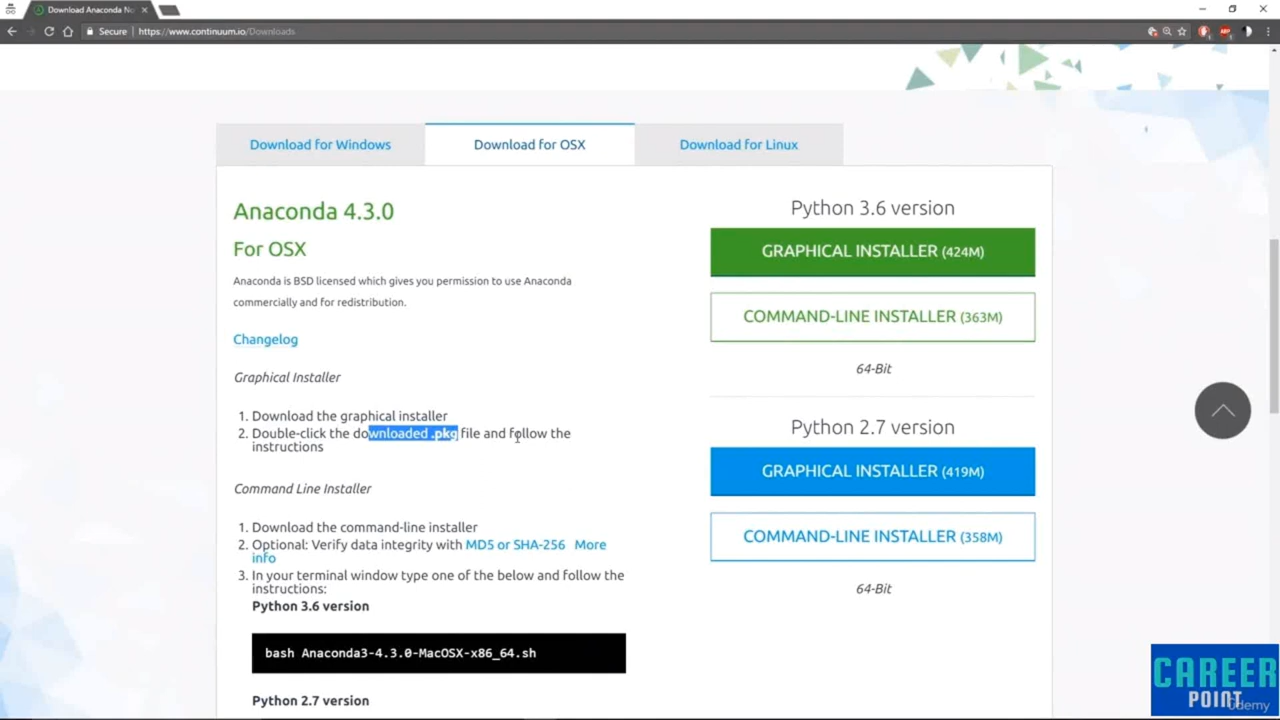 Download Anaconda No
Secure
https://www.continuum.io/Downloads
Download for Windows
Download for OSX
Download for Linux
Anaconda 4.3.0
For OSX
Anaconda is BSD licensed which gives you permission to use Anaconda
commercially and for redistribution.
Changelog
Graphical Installer
1. Download the graphical installer
2. Double-click the downloaded .pkg file and follow the
instructions
Command Line Installer
1. Download the command-line installer
2. Optional: Verify data integrity with MD5 or SHA-256 More
info
3. In your terminal window type one of the below and follow the
instructions:
Python 3.6 version
bash Anaconda3-4.3.0-MacOSX-x86_64.sh
Python 2.7 version
Python 3.6 version
GRAPHICAL INSTALLER (424M)
COMMAND-LINE INSTALLER (363M)
64-Bit
Python 2.7 version
GRAPHICAL INSTALLER (419M)
COMMAND-LINE INSTALLER (358M)
64-Bit
CAREER
POINT
Udemy